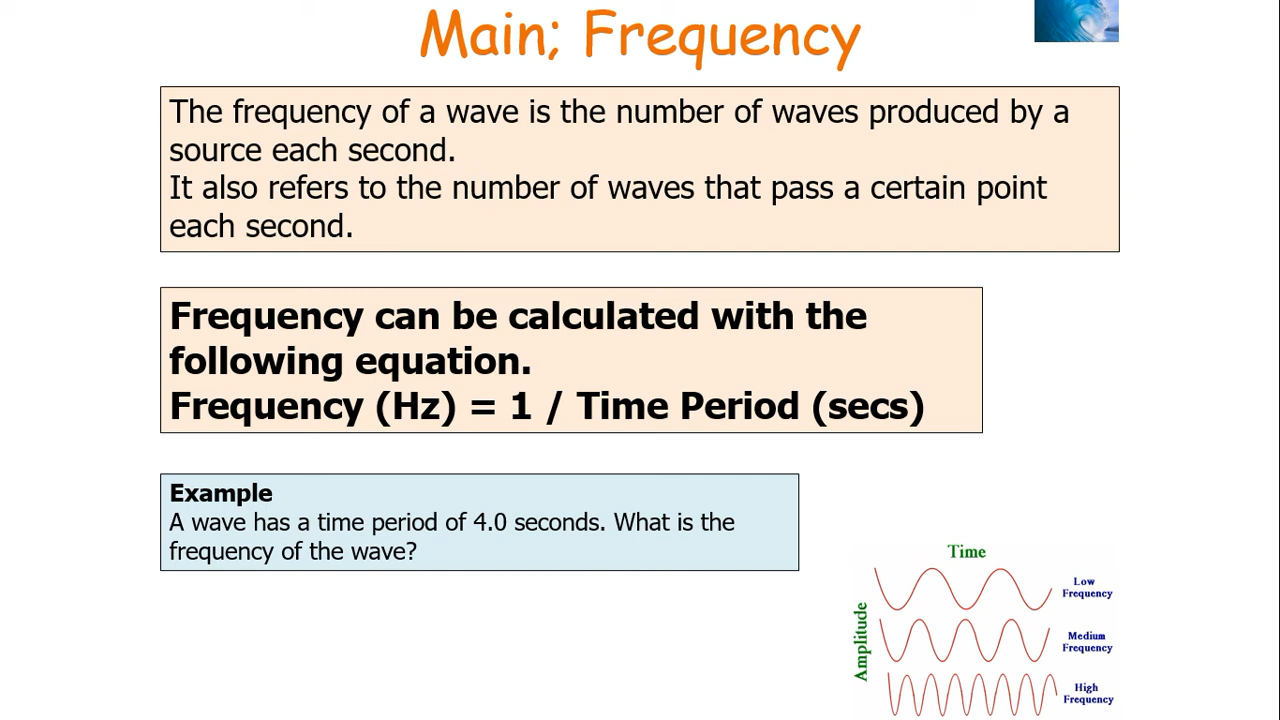 Main; Frequency
The frequency of a wave is the number of waves produced by a
source each second.
It also refers to the number of waves that pass a certain point
each second.
Frequency can be calculated with the
following equation.
Frequency (Hz) = 1 / Time Period (secs)
Example
A wave has a time period of 4.0 seconds. What is the
frequency of the wave?
Time
Amplitude
Low
Frequency
Medium
Frequency
High
Frequency